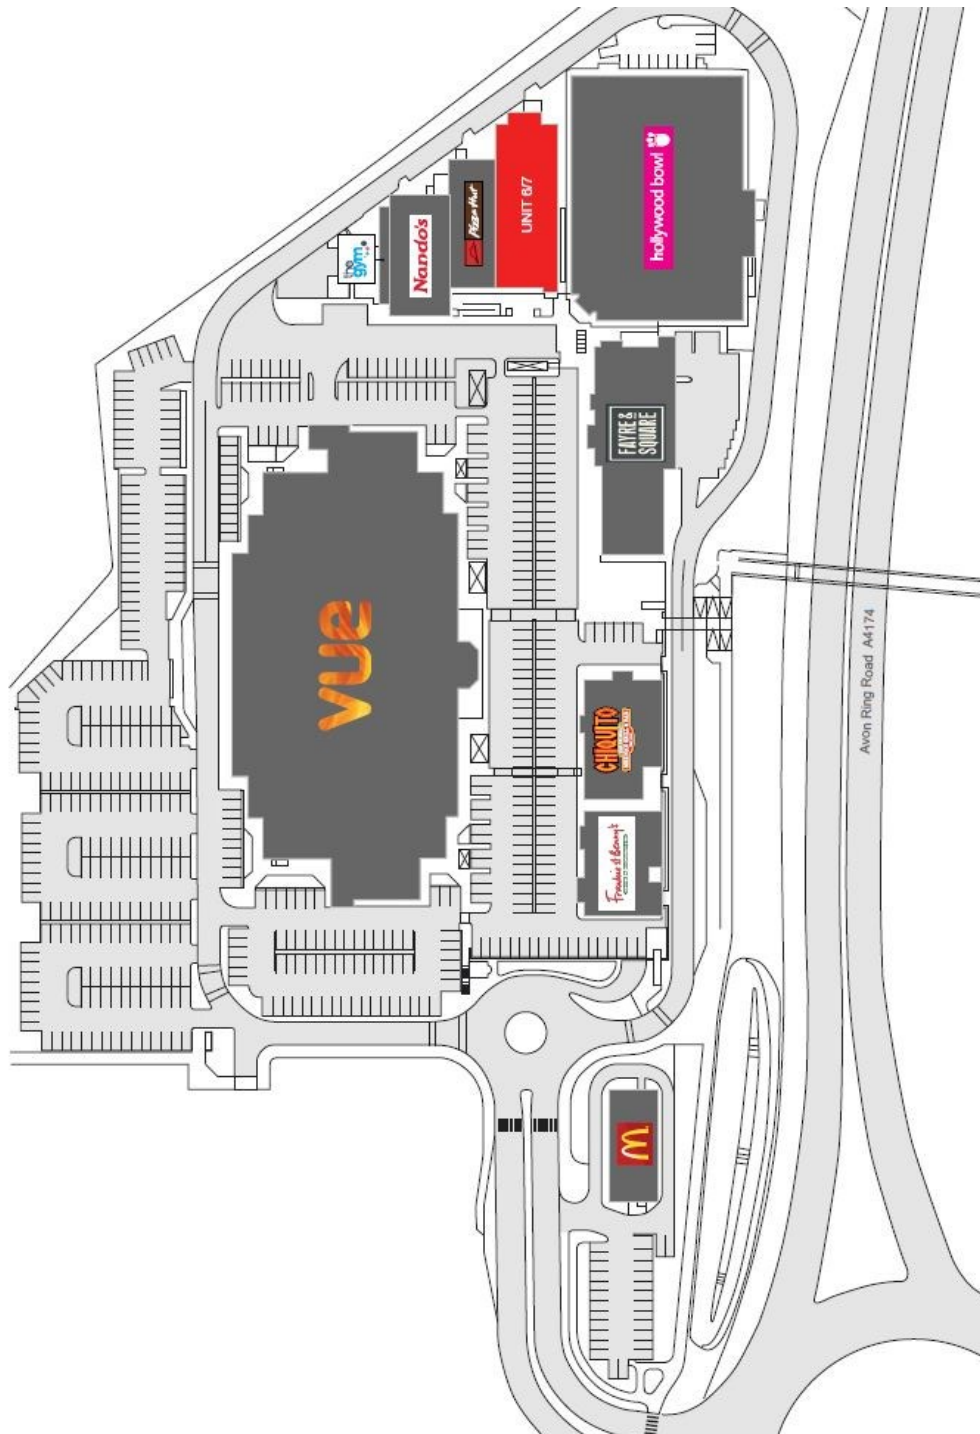 hollywood bowl
UNIT 6/7
Pizza Hut
Nando's
the
gym
FAYRE &
SQUARE
vue
CHIQUITO
Frankie & Benny's
Avon Ring Road A4174
M